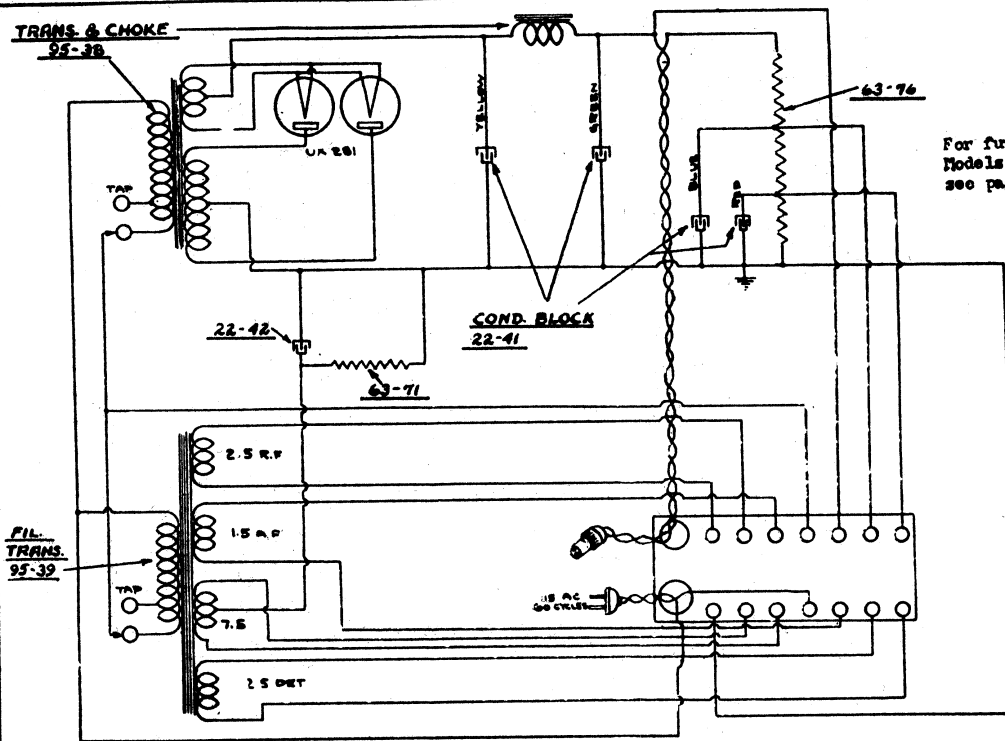 TRANS. & CHOKE
95-38
TAP
UX 281
YELLOW
GREEN
BLUE
RED
63-76
For fu
Models
see pa
COND. BLOCK
22-41
22-42
63-71
2.5 R.F
1.5 A.F
7.5
2.5 DET
FIL.
TRANS.
95-39
TAP
115 AC
60 CYCLES